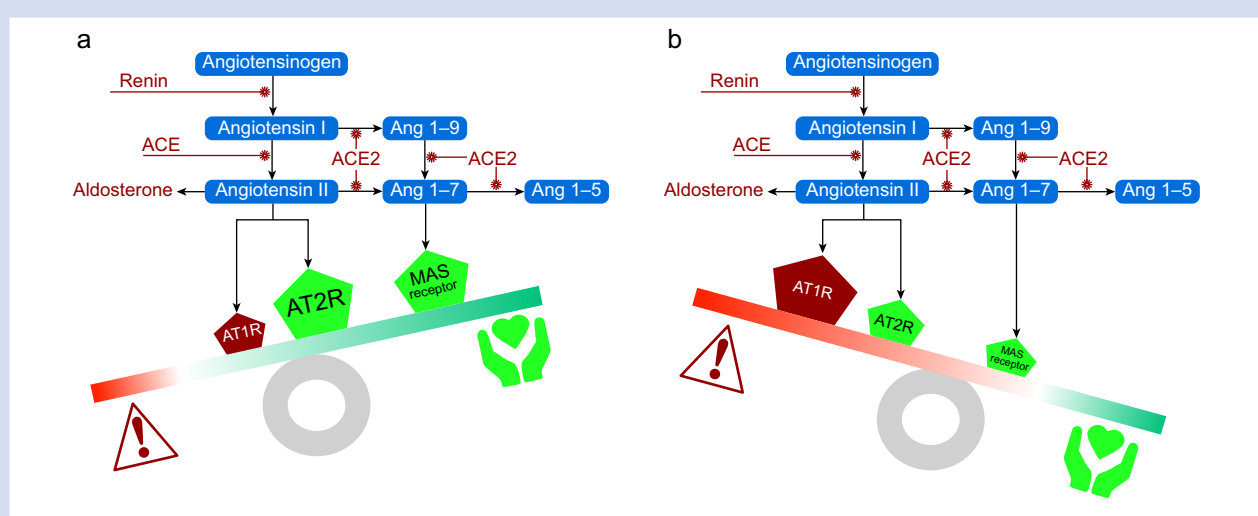 a
Angiotensinogen
Renin
Angiotensin I
Ang 1–9
ACE
ACE2
ACE2
Aldosterone
Angiotensin II
Ang 1–7
Ang 1–5
AT1R
AT2R
MAS
receptor
b
Angiotensinogen
Renin
Angiotensin I
Ang 1–9
ACE
ACE2
ACE2
Aldosterone
Angiotensin II
Ang 1–7
Ang 1–5
AT1R
AT2R
MAS
receptor